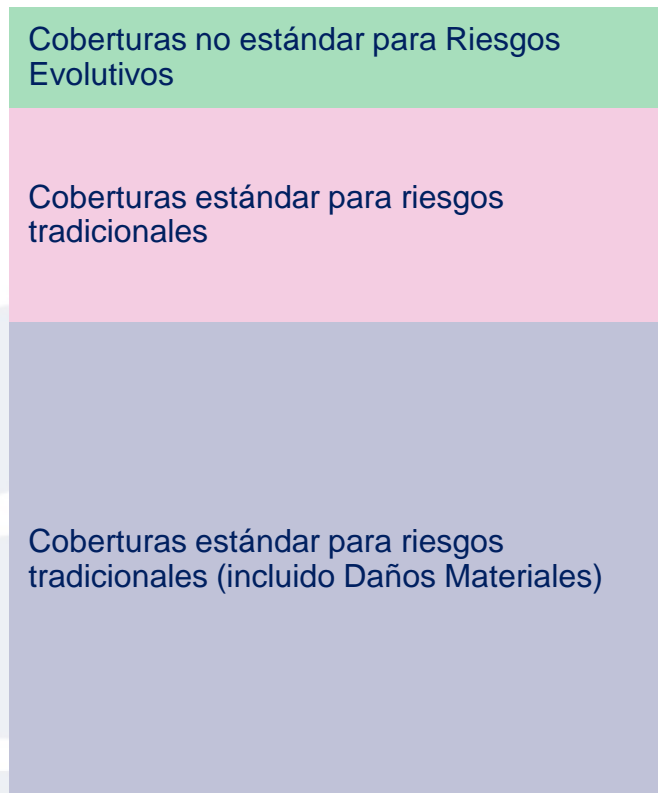 Coberturas no estándar para Riesgos
Evolutivos
Coberturas estándar para riesgos
tradicionales
Coberturas estándar para riesgos
tradicionales (incluido Daños Materiales)